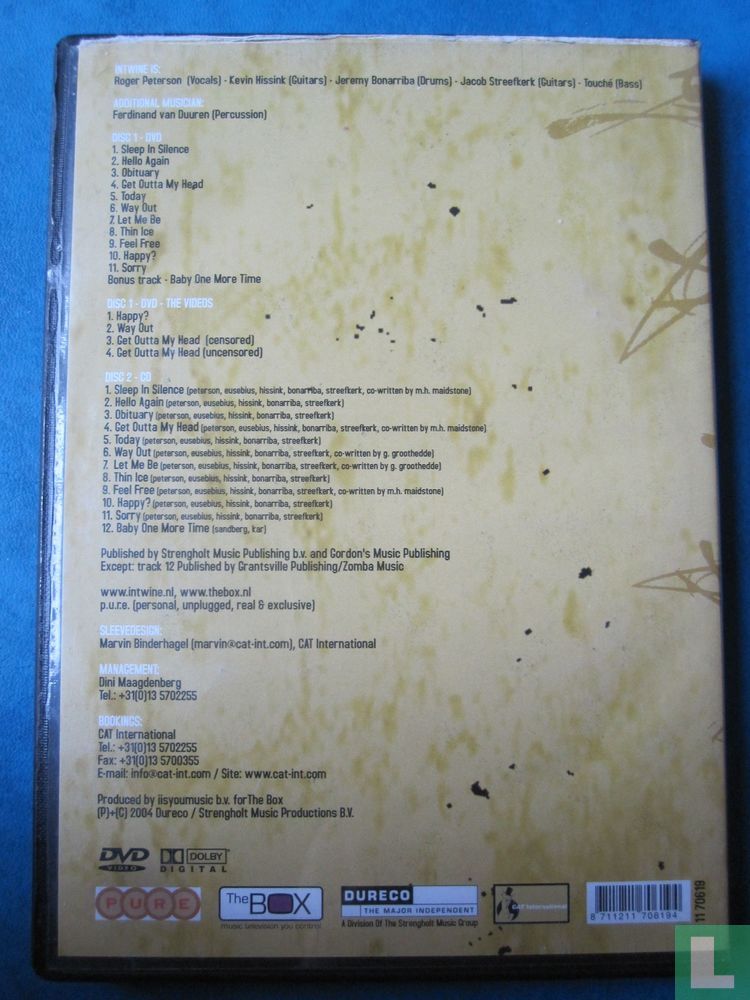 INTWINE IS:
Roger Peterson (Vocals) - Kevin Hissink (Guitars) - Jeremy Bonarriba (Drums) - Jacob Streefkerk (Guitars) - Touché (Bass)
ADDITIONAL MUSICIAN:
Ferdinand van Duuren (Percussion)
DISC 1 - DVD
1. Sleep In Silence
2. Hello Again
3. Obituary
4. Get Outta My Head
5. Today
6. Way Out
7. Let Me Be
8. Thin Ice
9. Feel Free
10. Happy?
11. Sorry
Bonus track - Baby One More Time
DISC 1 - DVD - THE VIDEOS
1. Happy?
2. Way Out
3. Get Outta My Head (censored)
4. Get Outta My Head (uncensored)
DISC 2 - CD
1. Sleep In Silence (peterson, eusebius, hissink, bonarriba, streefkerk, co-written by m.h. maidstone)
2. Hello Again (peterson, eusebius, hissink, bonarriba, streefkerk)
3. Obituary (peterson, eusebius, hissink, bonarriba, streefkerk)
4. Get Outta My Head (peterson, eusebius, hissink, bonarriba, streefkerk, co-written by m.h. maidstone)
5. Today (peterson, eusebius, hissink, bonarriba, streefkerk)
6. Way Out (peterson, eusebius, hissink, bonarriba, streefkerk, co-written by g. groothedde)
7. Let Me Be (peterson, eusebius, hissink, bonarriba, streefkerk, co-written by g. groothedde)
8. Thin Ice (peterson, eusebius, hissink, bonarriba, streefkerk)
9. Feel Free (peterson, eusebius, hissink, bonarriba, streefkerk, co-written by m.h. maidstone)
10. Happy? (peterson, eusebius, hissink, bonarriba, streefkerk)
11. Sorry (peterson, eusebius, hissink, bonarriba, streefkerk)
12. Baby One More Time (sandberg, kar)
Published by Strengholt Music Publishing b.v. and Gordon's Music Publishing
Except: track 12 Published by Grantsville Publishing/Zomba Music
www.intwine.nl, www.thebox.nl
p.u.r.e. (personal, unplugged, real & exclusive)
SLEEVEDESIGN:
Marvin Binderhagel (marvin@cat-int.com), CAT International
MANAGEMENT:
Dini Maagdenberg
Tel.: +31(0)13 5702255
BOOKINGS:
CAT International
Tel.: +31(0)13 5702255
Fax: +31(0)13 5700355
E-mail: info@cat-int.com / Site: www.cat-int.com
Produced by iisyoumusic b.v. forThe Box
(P)+(C) 2004 Dureco / Strengholt Music Productions B.V.
DVD VIDEO
DOLBY DIGITAL
PURE
The BOX
music television you control
DURECO
THE MAJOR INDEPENDENT
A Division Of The Strengholt Music Group
CAT International
8 711211 708194
11 70619
L